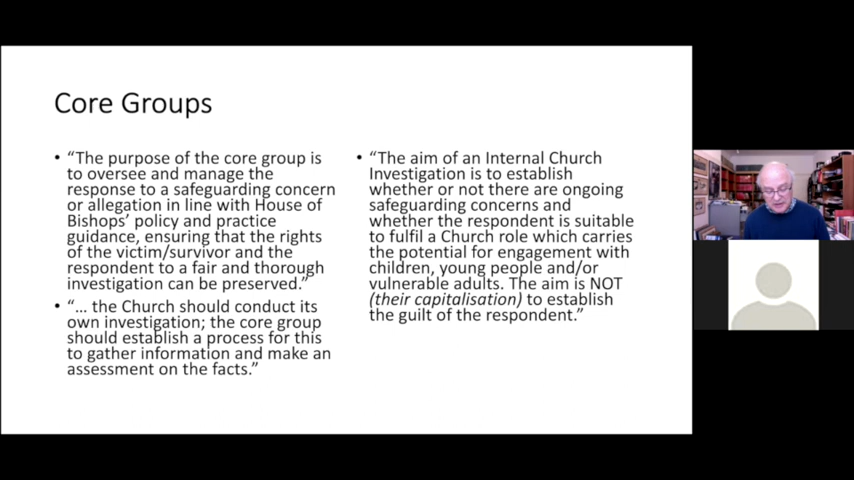 Core Groups
• “The purpose of the core group is
to oversee and manage the
response to a safeguarding concern
or allegation in line with House of
Bishops’ policy and practice
guidance, ensuring that the rights
of the victim/survivor and the
respondent to a fair and thorough
investigation can be preserved.”
• “… the Church should conduct its
own investigation; the core group
should establish a process for this
to gather information and make an
assessment on the facts.”
• “The aim of an Internal Church
Investigation is to establish
whether or not there are ongoing
safeguarding concerns and
whether the respondent is suitable
to fulfil a Church role which carries
the potential for engagement with
children, young people and/or
vulnerable adults. The aim is NOT
(their capitalisation) to establish
the guilt of the respondent.”